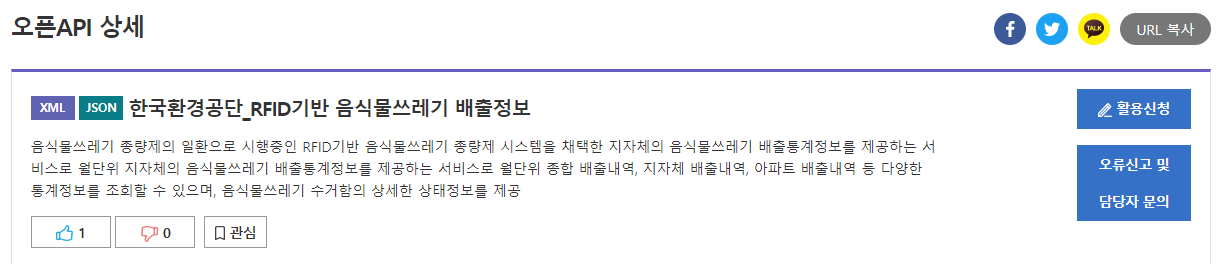 오픈API 상세
f
TALK
URL 복사
XML JSON 한국환경공단_RFID기반 음식물쓰레기 배출정보
활용신청
음식물쓰레기 종량제의 일환으로 시행중인 RFID기반 음식물쓰레기 종량제 시스템을 채택한 지자체의 음식물쓰레기 배출통계정보를 제공하는 서
비스로 월단위 지자체의 음식물쓰레기 배출통계정보를 제공하는 서비스로 월단위 종합 배출내역, 지자체 배출내역, 아파트 배출내역 등 다양한
통계정보를 조회할 수 있으며, 음식물쓰레기 수거함의 상세한 상태정보를 제공
오류신고 및
담당자 문의
1
0
관심